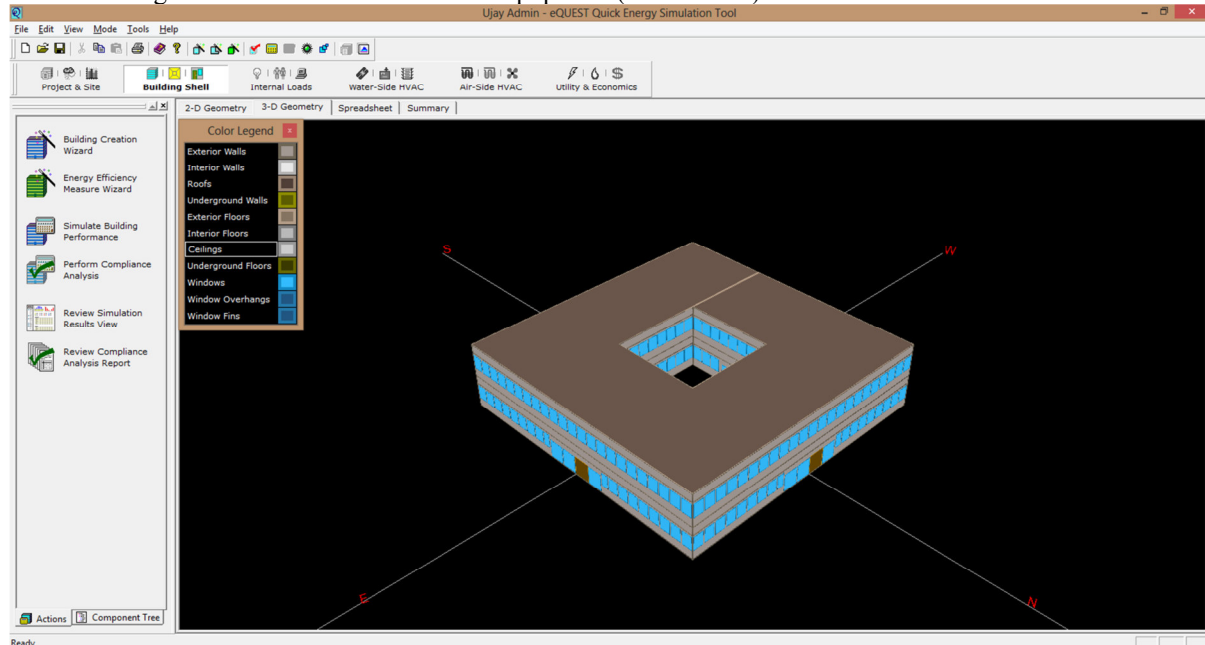 Ujay Admin - eQUEST Quick Energy Simulation Tool
File Edit View Mode Tools Help
Project & Site
Building Shell
Internal Loads
Water-Side HVAC
Air-Side HVAC
Utility & Economics
2-D Geometry
3-D Geometry
Spreadsheet
Summary
Building Creation
Wizard
Energy Efficiency
Measure Wizard
Simulate Building
Performance
Perform Compliance
Analysis
Review Simulation
Results View
Review Compliance
Analysis Report
Color Legend
Exterior Walls
Interior Walls
Roofs
Underground Walls
Exterior Floors
Interior Floors
Ceilings
Underground Floors
Windows
Window Overhangs
Window Fins
S
W
E
N
Actions
Component Tree
Ready